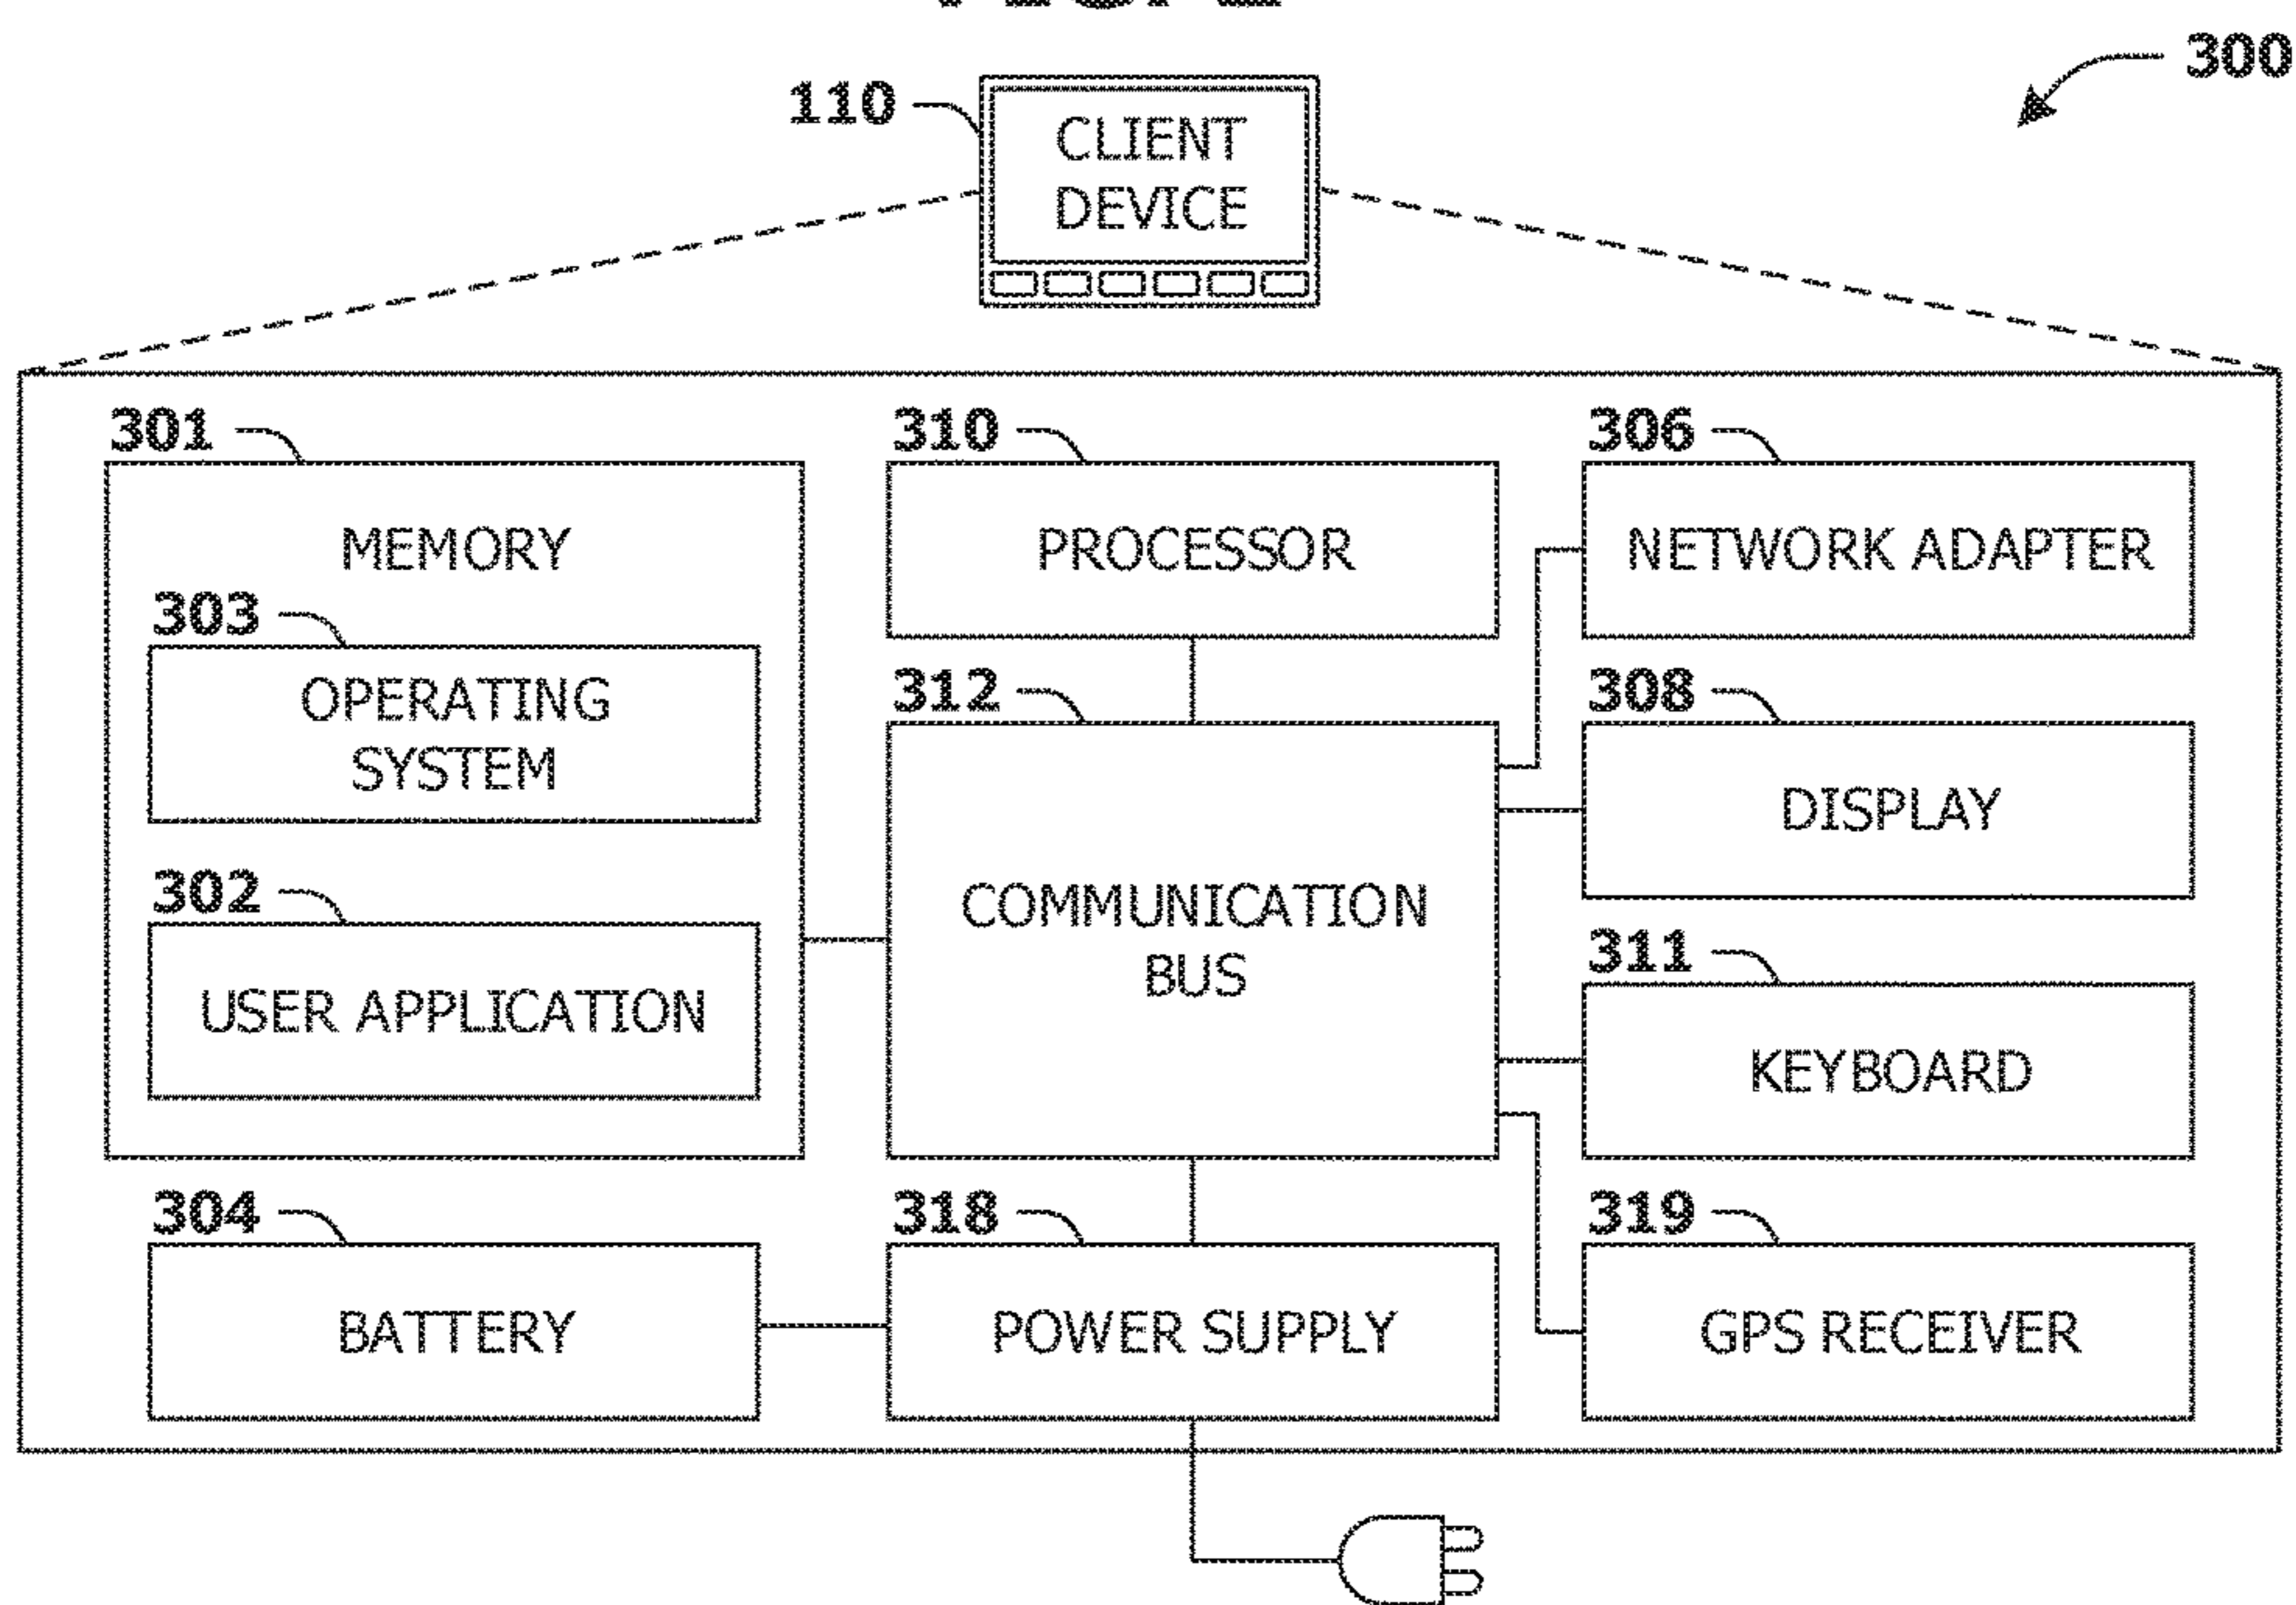 300
110
CLIENT
DEVICE
301
310
306
MEMORY
PROCESSOR
NETWORK ADAPTER
303
312
308
OPERATING
SYSTEM
DISPLAY
302
COMMUNICATION
BUS
311
USER APPLICATION
KEYBOARD
304
318
319
BATTERY
POWER SUPPLY
GPS RECEIVER